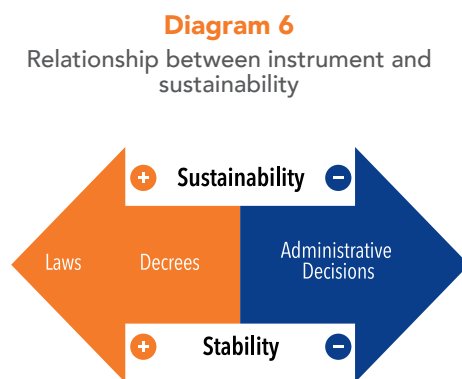 Diagram 6
Relationship between instrument and
sustainability
+ Sustainability −
Laws Decrees Administrative
Decisions
+ Stability −